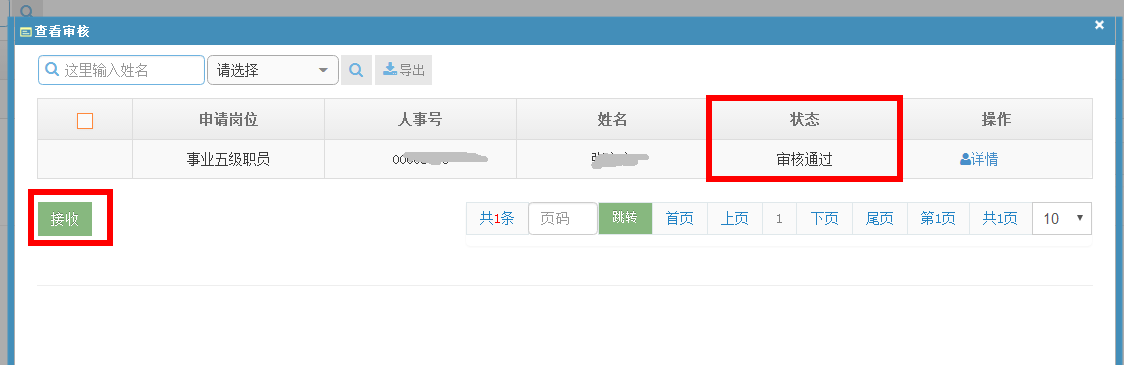 查看审核
这里输入姓名 请选择 导出
申请岗位 人事号 姓名 状态 操作
事业五级职员 审核通过 详情
接收 共1条 页码 跳转 首页 上页 1 下页 尾页 第1页 共1页 10